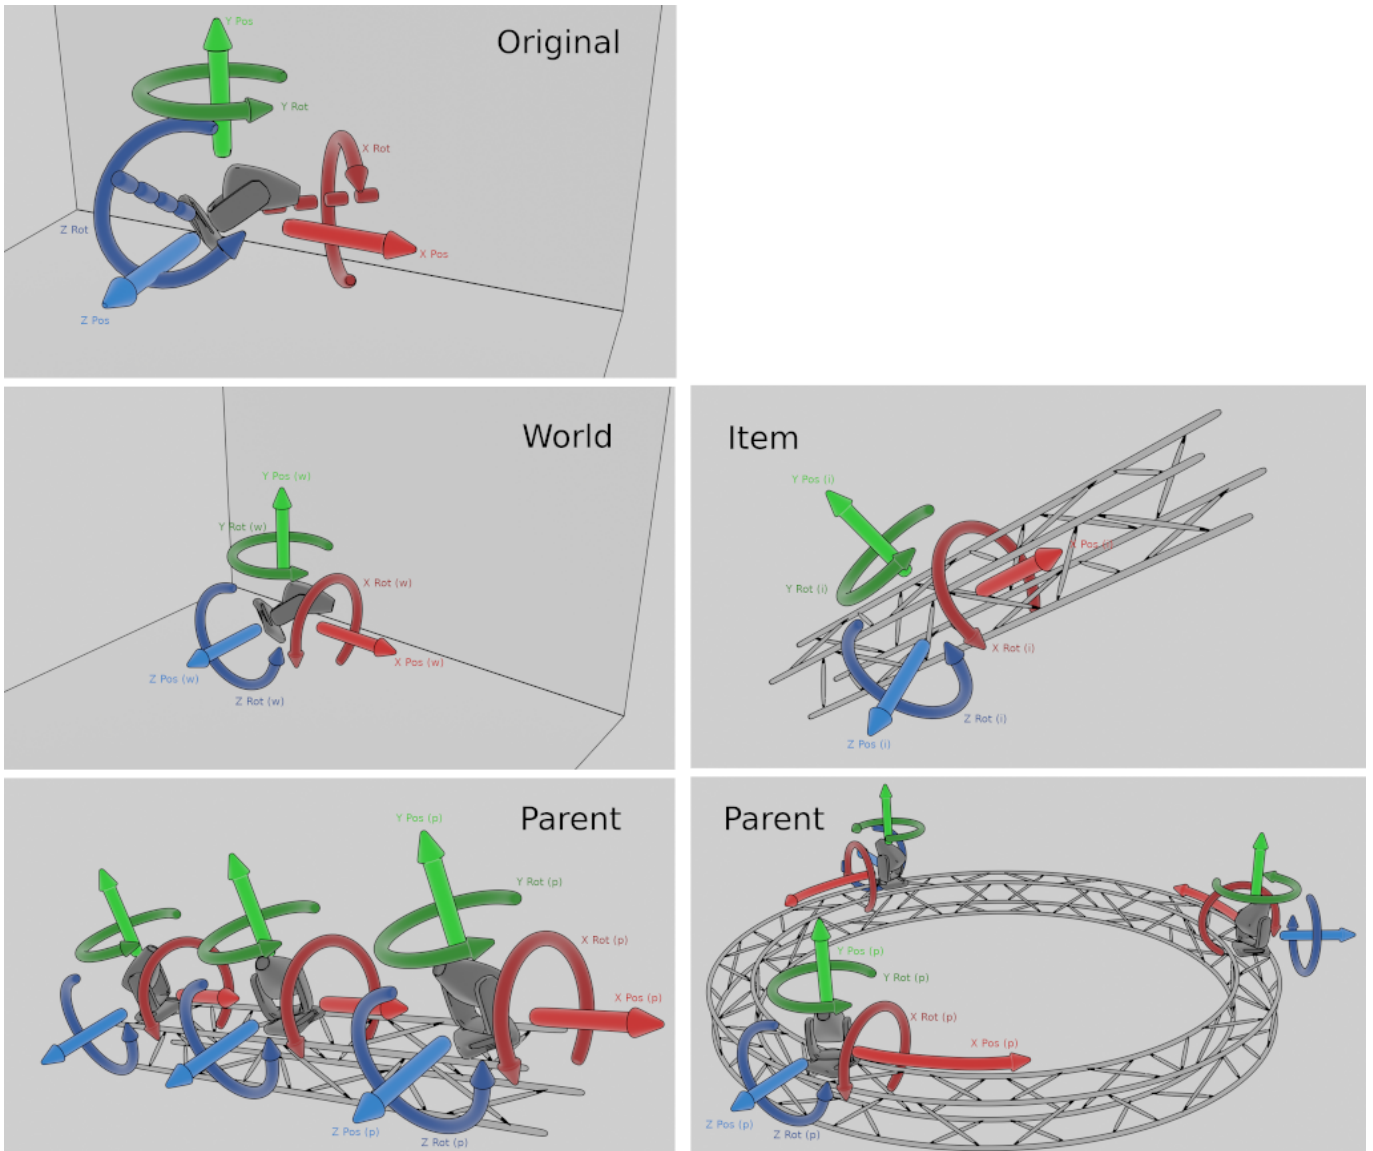 Original
Y Pos
Y Rot
X Rot
Z Rot
X Pos
Z Pos
World
Y Pos (w)
Y Rot (w)
X Rot (w)
X Pos (w)
Z Pos (w)
Z Rot (w)
Item
Y Pos (i)
X Pos (i)
Y Rot (i)
X Rot (i)
Z Rot (i)
Z Pos (i)
Parent
Y Pos (p)
Y Rot (p)
X Rot (p)
X Pos (p)
Z Pos (p)
Z Rot (p)
Parent
Y Pos (p)
Y Rot (p)
X Rot (p)
X Pos (p)
Z Pos (p)
Z Rot (p)